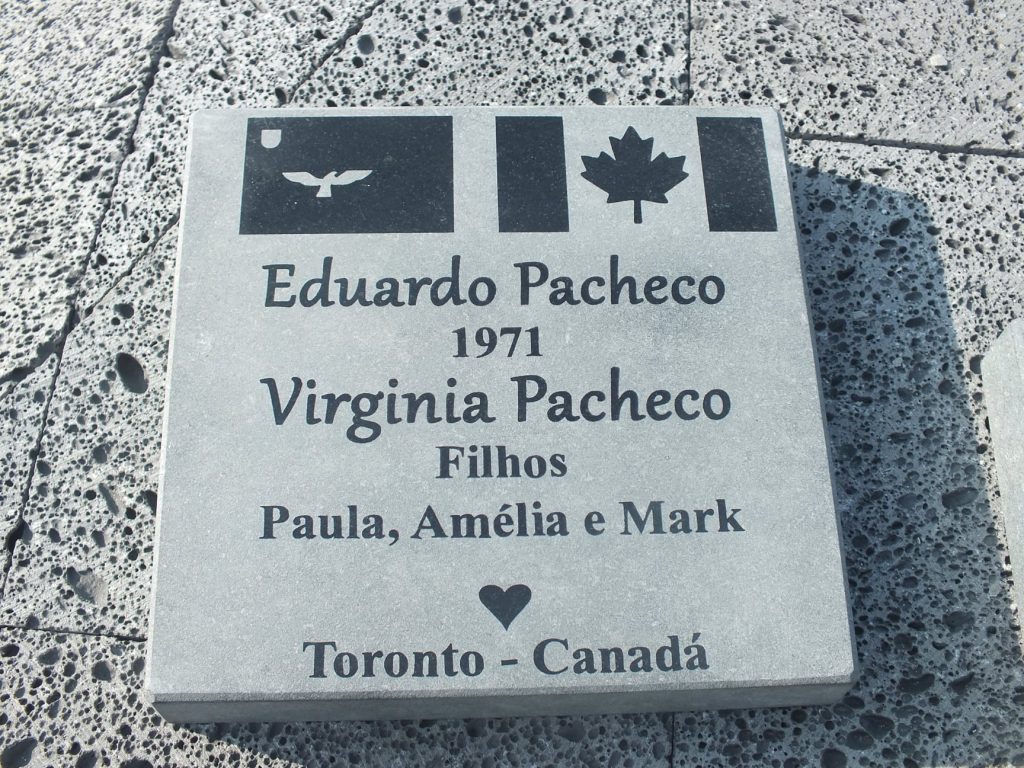 Eduardo Pacheco
1971
Virginia Pacheco
Filhos
Paula, Amélia e Mark
Toronto - Canadá